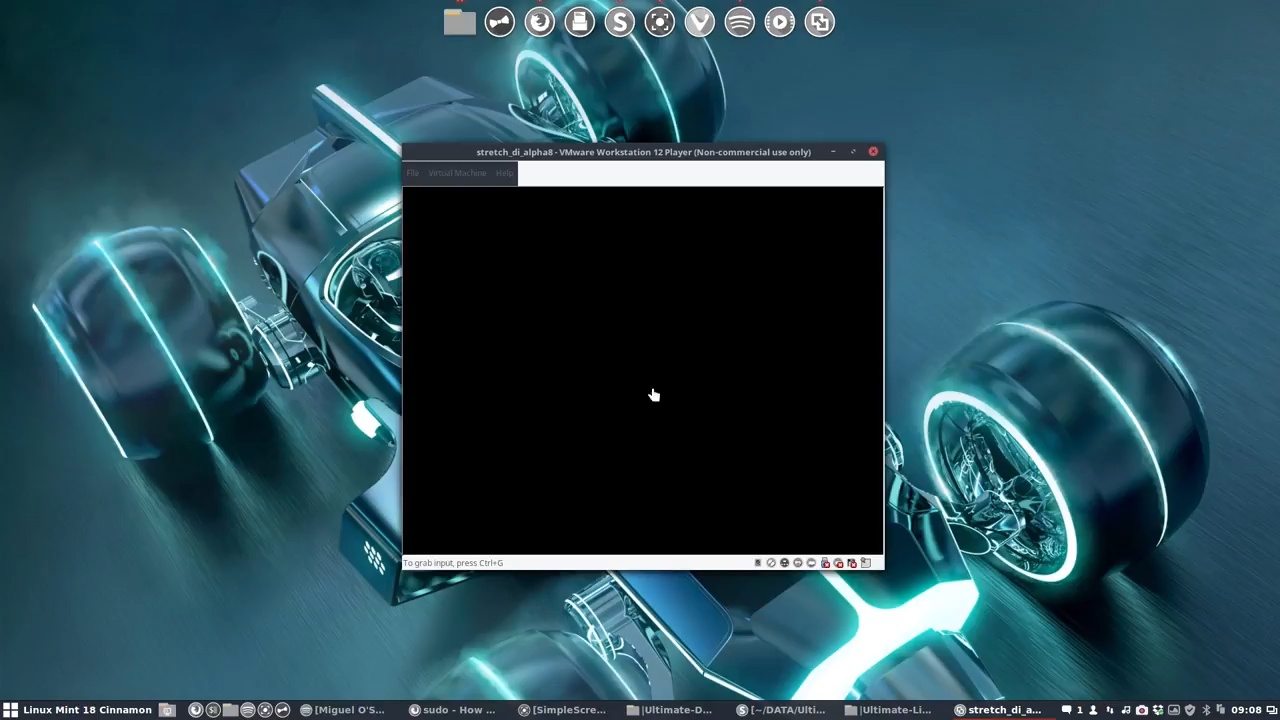 stretch_di_alpha8 - VMware Workstation 12 Player (Non-commercial use only)
File Virtual Machine Help
To grab input, press Ctrl+G
Linux Mint 18 Cinnamon [Miguel O'S... sudo - How ... [SimpleScre... |Ultimate-D... [~/DATA/Ulti... |Ultimate-Li... stretch_di_a... 1 09:08